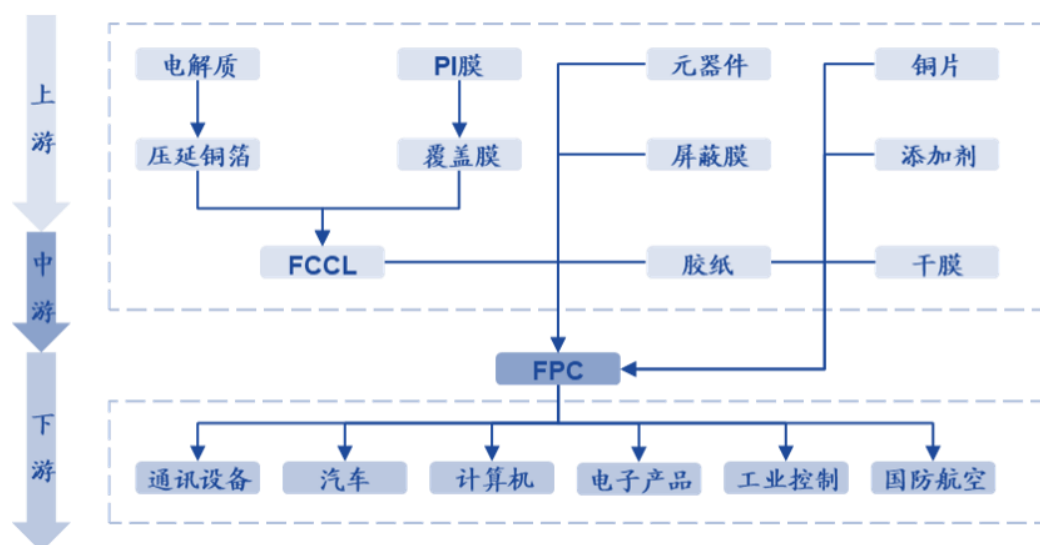 上游
电解质
PI膜
元器件
铜片
压延铜箔
覆盖膜
屏蔽膜
添加剂
中游
FCCL
胶纸
干膜
FPC
下游
通讯设备
汽车
计算机
电子产品
工业控制
国防航空